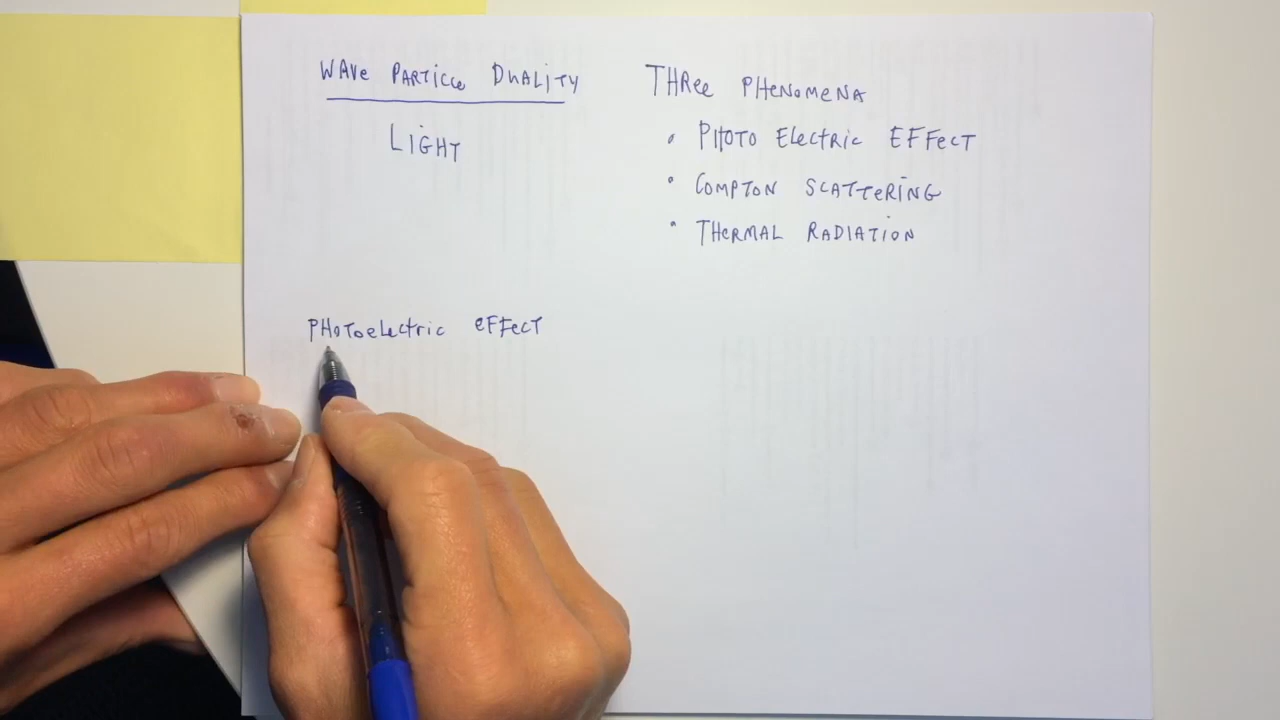 WAVe PARTICLe DUALiTY
LiGHT
THRee PHeNOMeNA
• PHOTO Electric EFFecT
• COMPTON SCATTeRiNG
• THeRMAL RADIATiON
PHoToelectric eFFecT